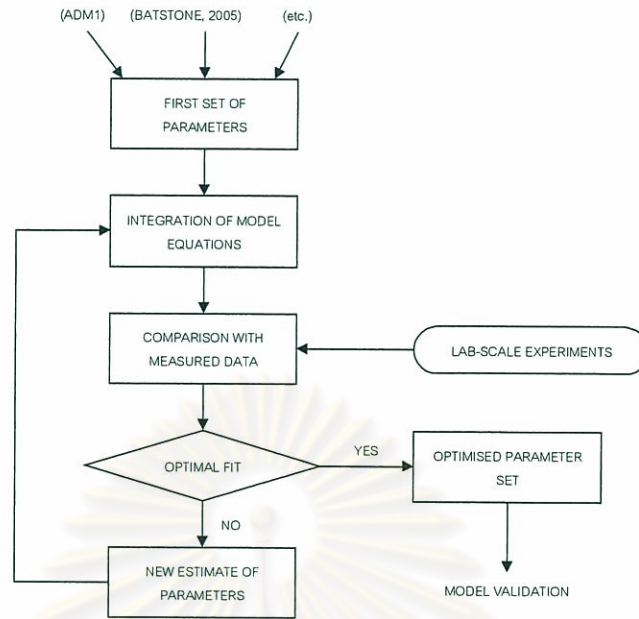 (ADM1) (BATSTONE, 2005) (etc.)
FIRST SET OF
PARAMETERS
INTEGRATION OF MODEL
EQUATIONS
COMPARISON WITH
MEASURED DATA
LAB-SCALE EXPERIMENTS
OPTIMAL FIT
YES
OPTIMISED PARAMETER
SET
NO
NEW ESTIMATE OF
PARAMETERS
MODEL VALIDATION